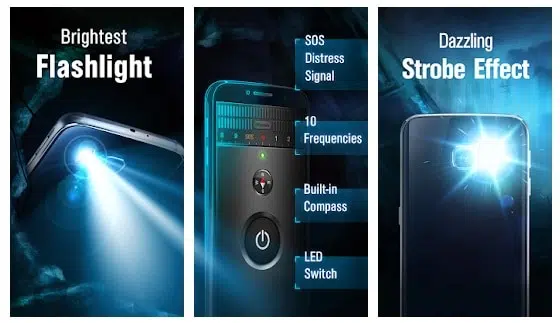 Brightest
Flashlight
SOS
Distress
Signal
10
Frequencies
Built-in
Compass
LED
Switch
Dazzling
Strobe Effect